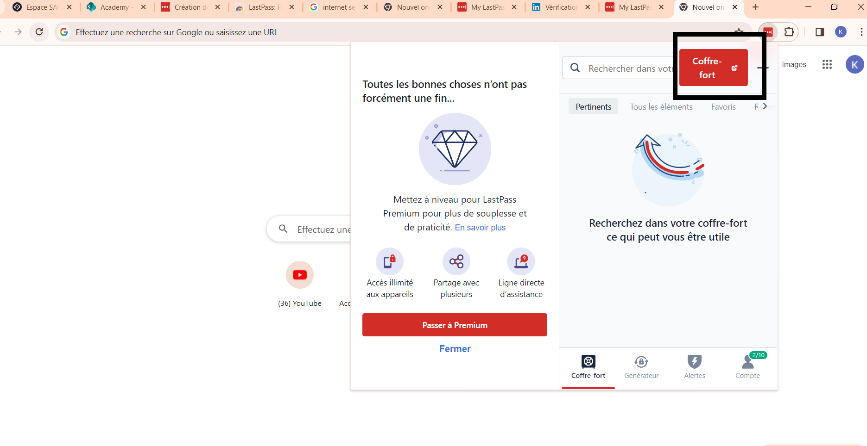 Espace SA
Academy -
Création d
LastPass: l
internet se
Nouvel on
My LastPa
Vérification
My LastPa
Nouvel on
Effectuez une recherche sur Google ou saisissez une URL
K
Images
K
Effectuez une
(36) YouTube
Acc
Toutes les bonnes choses n'ont pas
forcément une fin...
Mettez à niveau pour LastPass
Premium pour plus de souplesse et
de praticité. En savoir plus
Accès illimité
aux appareils
Partage avec
plusieurs
Ligne directe
d'assistance
Passer à Premium
Fermer
Rechercher dans vot
Coffre-
fort
Pertinents
Tous les éléments
Favoris
Recherchez dans votre coffre-fort
ce qui peut vous être utile
Coffre-fort
Générateur
Alertes
7/10
Compte